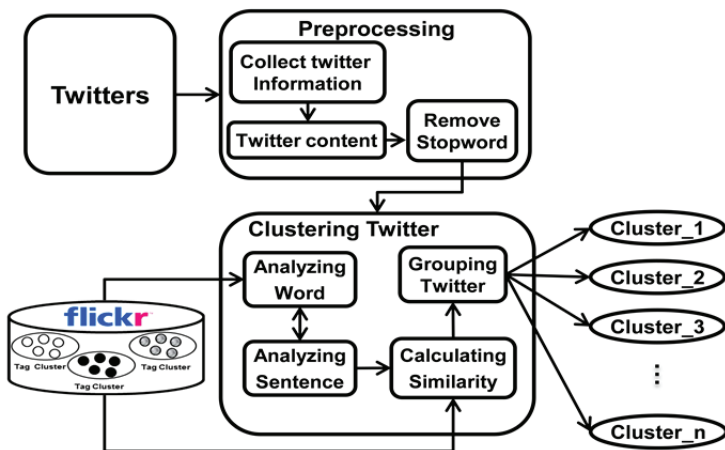 Twitters
Preprocessing
Collect twitter
Information
Twitter content
Remove
Stopword
Clustering Twitter
Analyzing
Word
Grouping
Twitter
Analyzing
Sentence
Calculating
Similarity
flickr
Tag Cluster
Tag Cluster
Tag Cluster
Cluster_1
Cluster_2
Cluster_3
...
Cluster_n